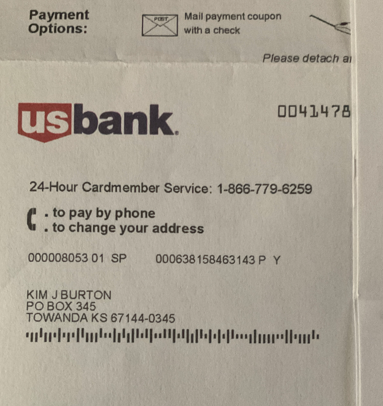 Payment
Options:
POST
Mail payment coupon
with a check
Please detach
0041478
usbank.
24-Hour Cardmember Service: 1-866-779-6259
. to pay by phone
. to change your address
000008053 01 SP 000638158463143 P Y
KIM J BURTON
PO BOX 345
TOWANDA KS 67144-0345